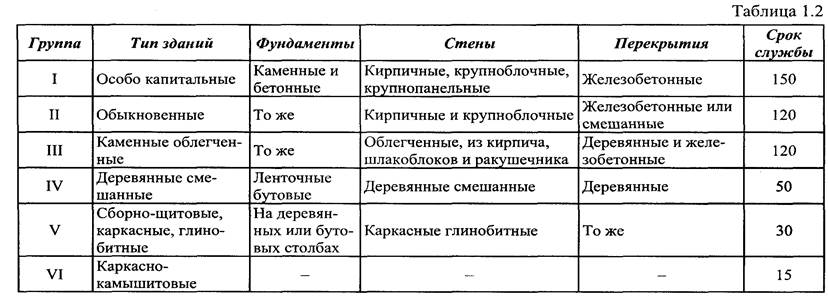 Таблица 1.2
Группа Тип зданий Фундаменты Стены Перекрытия Срок службы
I Особо капитальные Каменные и бетонные Кирпичные, крупноблочные, крупнопанельные Железобетонные 150
II Обыкновенные То же Кирпичные и крупноблочные Железобетонные или смешанные 120
III Каменные облегчен-ные То же Облегченные, из кирпича, шлакоблоков и ракушечника Деревянные и желе-зобетонные 120
IV Деревянные сме-шанные Ленточные бутовые Деревянные смешанные Деревянные 50
V Сборно-щитовые, каркасные, глино-битные На деревян-ных или буто-вых столбах Каркасные глинобитные То же 30
VI Каркасно-камышитовые – – – 15